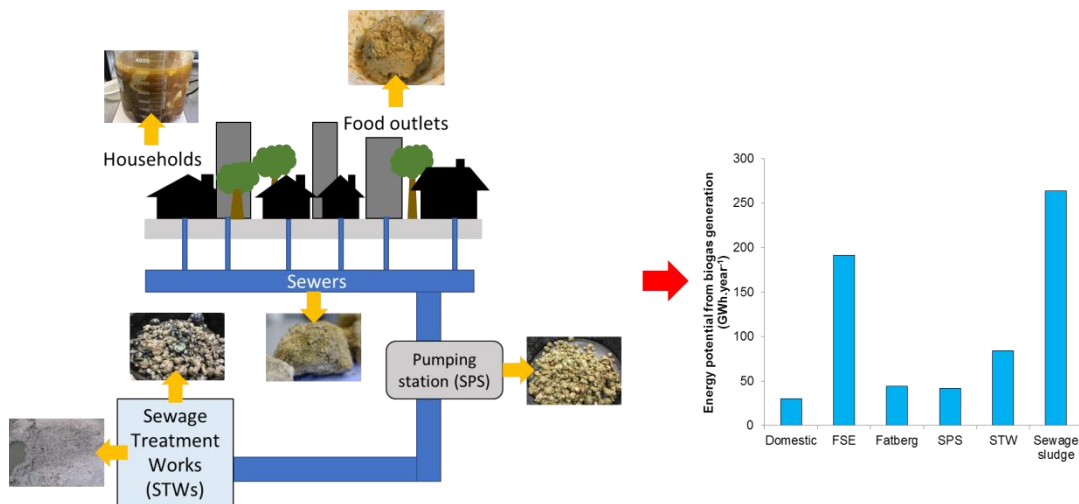 Households
Food outlets
Sewers
Pumping
station (SPS)
Sewage
Treatment
Works
(STWs)
Energy potential from biogas generation
(GWh.year⁻¹)
300
250
200
150
100
50
0
Domestic FSE Fatberg SPS STW Sewage
sludge